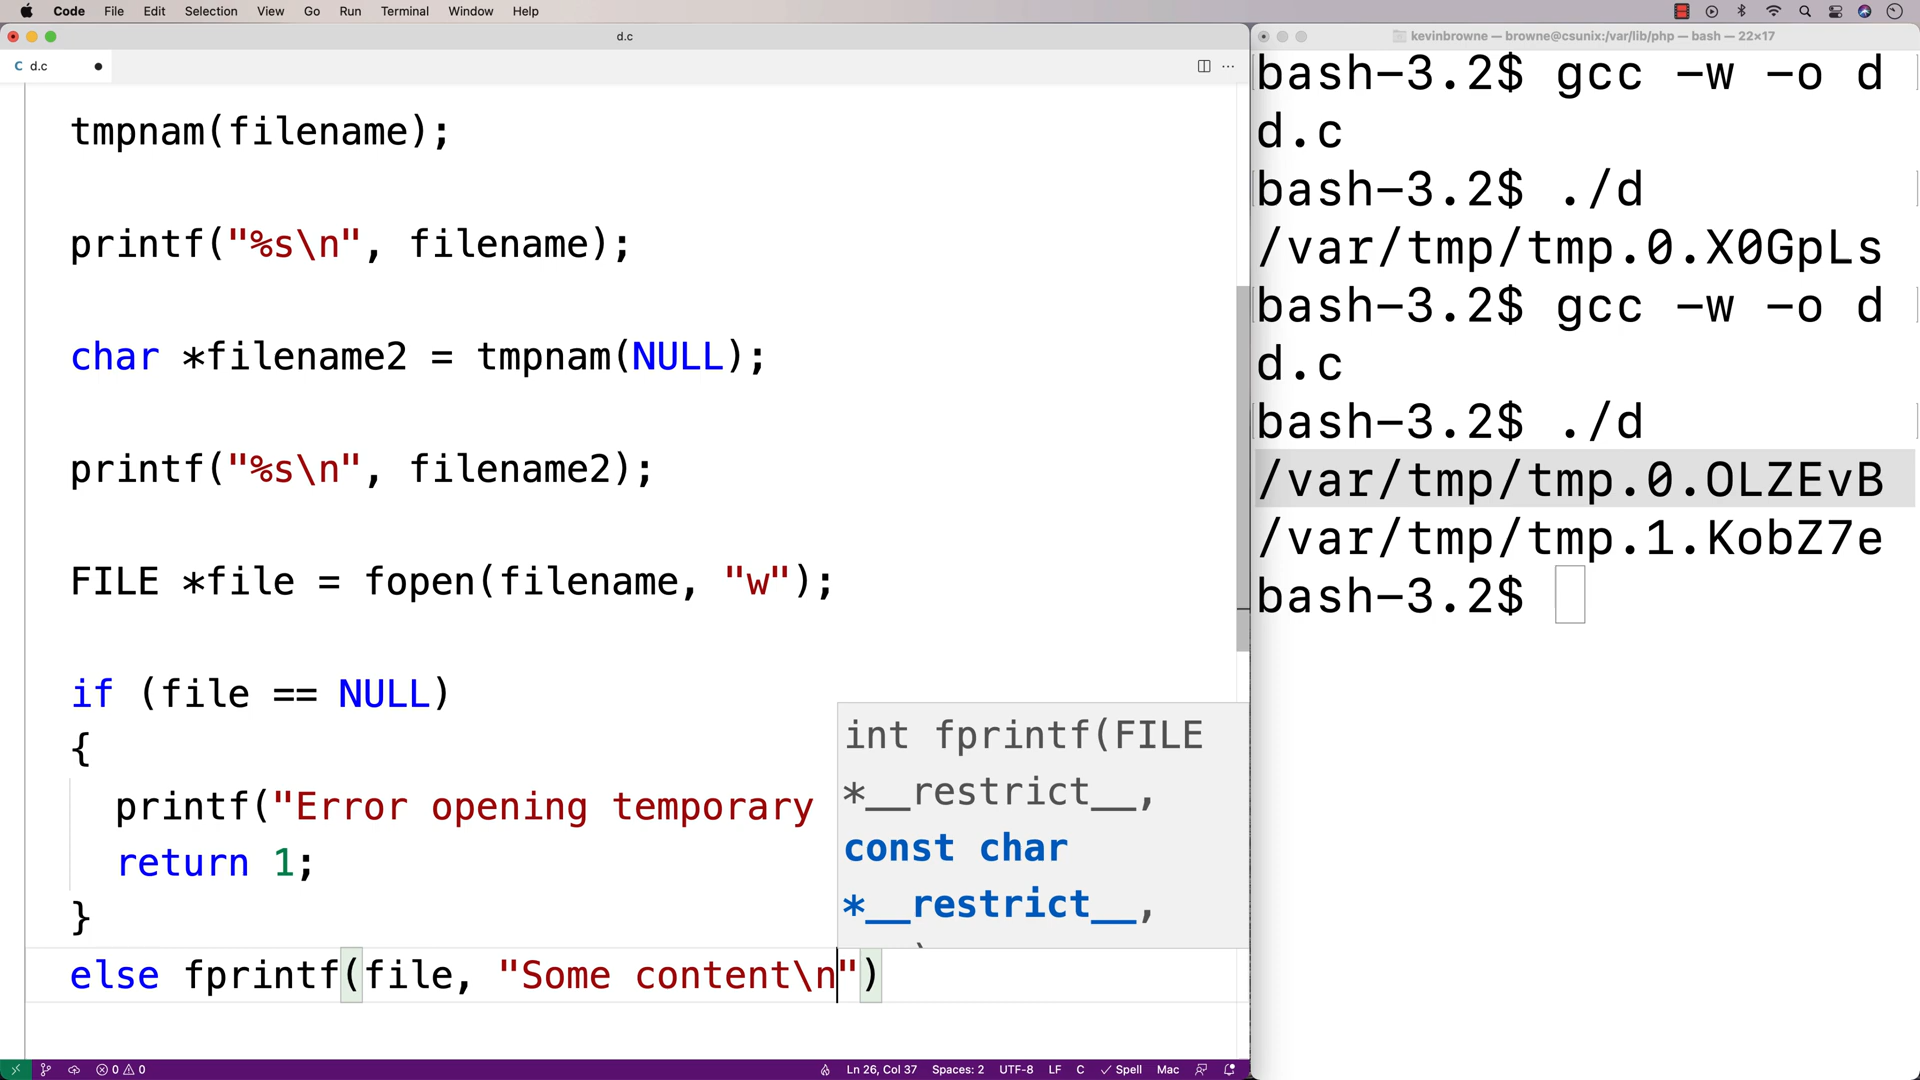 Code File Edit Selection View Go Run Terminal Window Help
d.c
kevinbrowne — browne@csunix:/var/lib/php — bash — 22×17
C d.c
tmpnam(filename);
printf("%s\n", filename);
char *filename2 = tmpnam(NULL);
printf("%s\n", filename2);
FILE *file = fopen(filename, "w");
if (file == NULL)
{
printf("Error opening temporary
return 1;
}
else fprintf(file, "Some content\n")
int fprintf(FILE
*__restrict__,
const char
*__restrict__,
bash-3.2$ gcc -w -o d
d.c
bash-3.2$ ./d
/var/tmp/tmp.0.X0GpLs
bash-3.2$ gcc -w -o d
d.c
bash-3.2$ ./d
/var/tmp/tmp.0.OLZEvB
/var/tmp/tmp.1.KobZ7e
bash-3.2$
0 0 Ln 26, Col 37 Spaces: 2 UTF-8 LF C Spell Mac